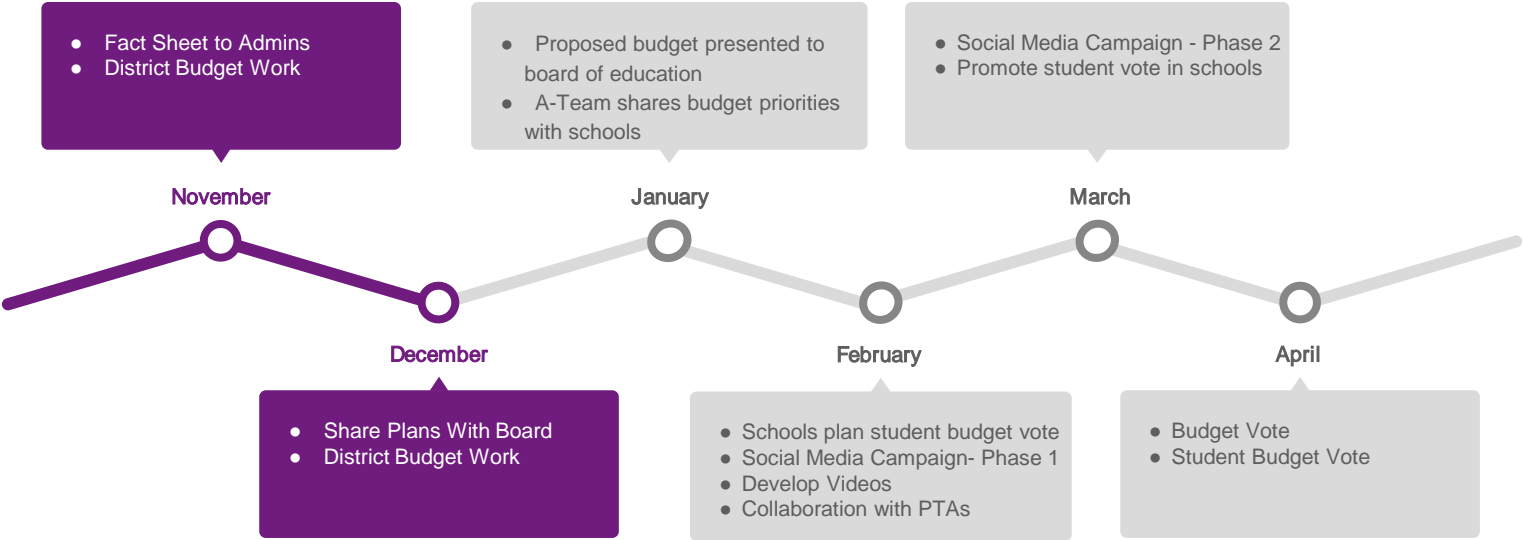 ● Fact Sheet to Admins
● District Budget Work
November
● Share Plans With Board
● District Budget Work
December
● Proposed budget presented to
board of education
● A-Team shares budget priorities
with schools
January
● Schools plan student budget vote
● Social Media Campaign- Phase 1
● Develop Videos
● Collaboration with PTAs
February
● Social Media Campaign - Phase 2
● Promote student vote in schools
March
● Budget Vote
● Student Budget Vote
April